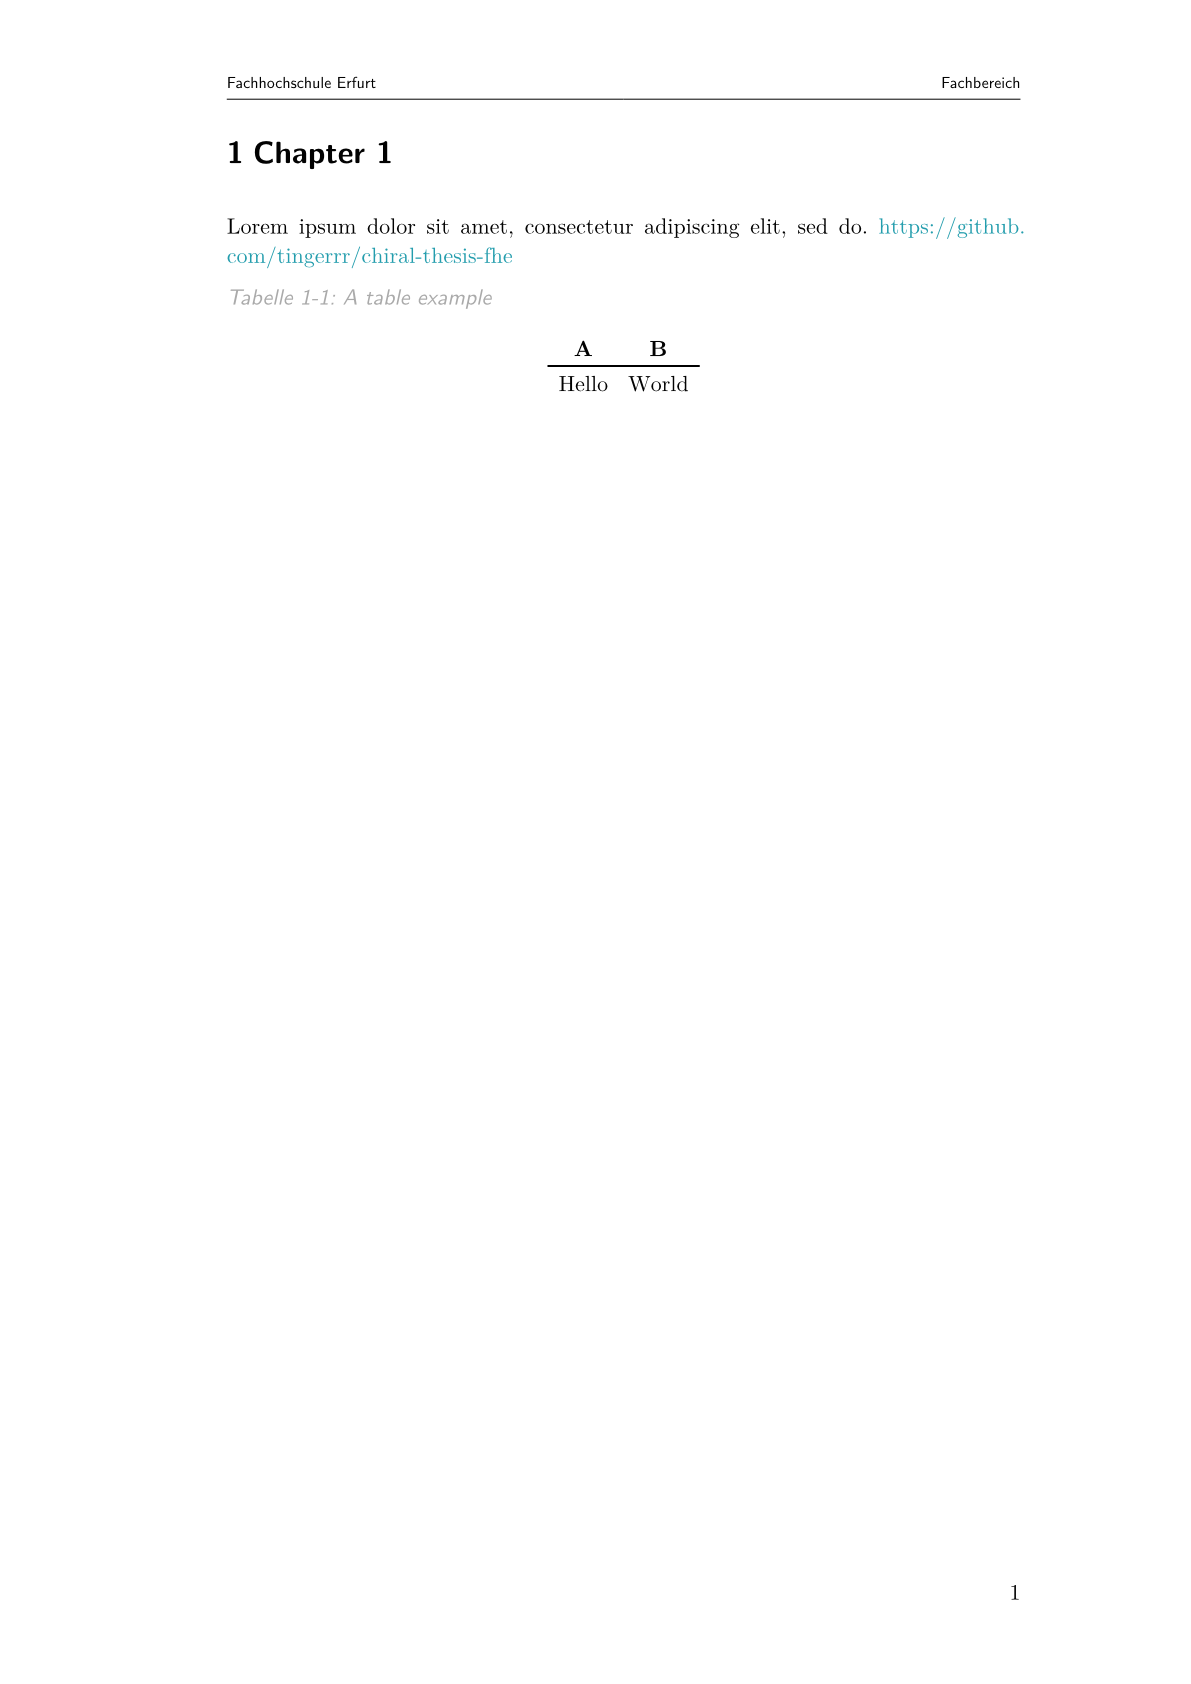 Fachhochschule Erfurt Fachbereich
1 Chapter 1
Lorem ipsum dolor sit amet, consectetur adipiscing elit, sed do. https://github.
com/tingerrr/chiral-thesis-fhe
Tabelle 1-1: A table example
A B
Hello World
1